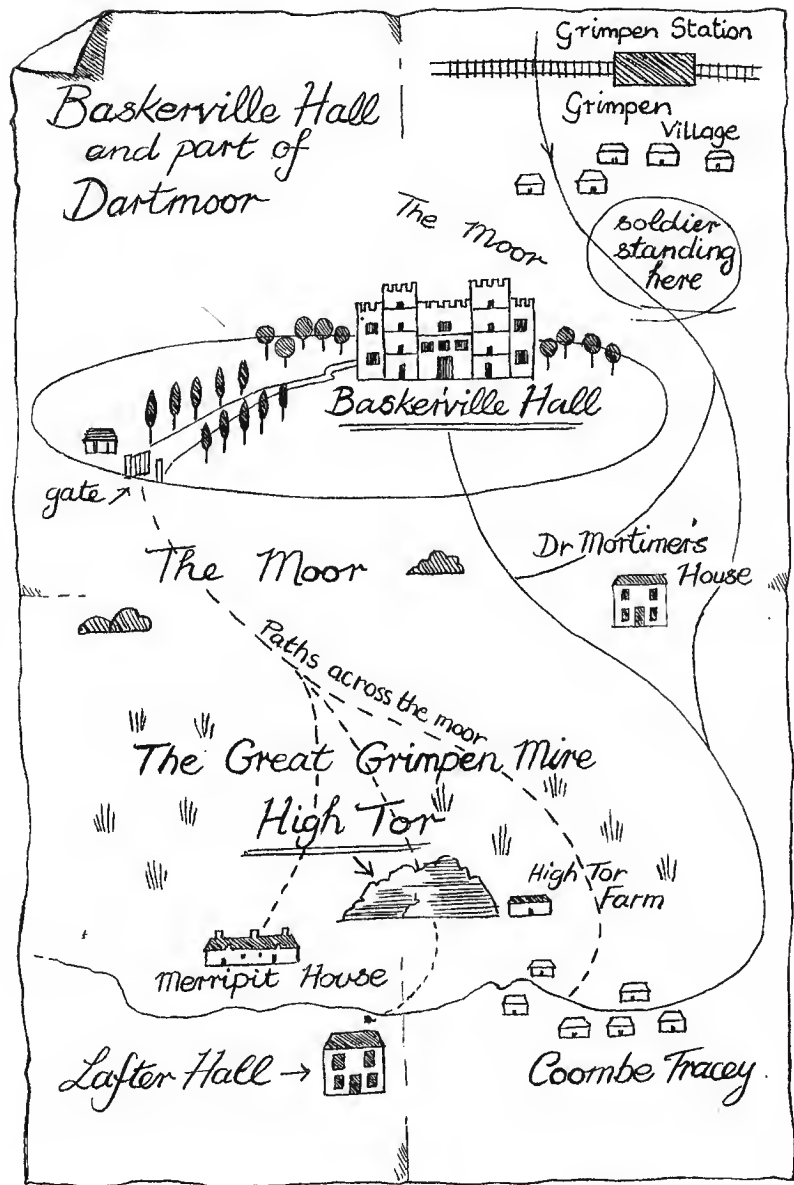 Grimpen Station
Baskerville Hall
and part of
Dartmoor
Grimpen
Village
The Moor
soldier
standing
here
Baskerville Hall
gate
Dr Mortimer's
House
The Moor
Paths across the moor
The Great Grimpen Mire
High Tor
High Tor
Farm
Merripit House
Lafter Hall
Coombe Tracey